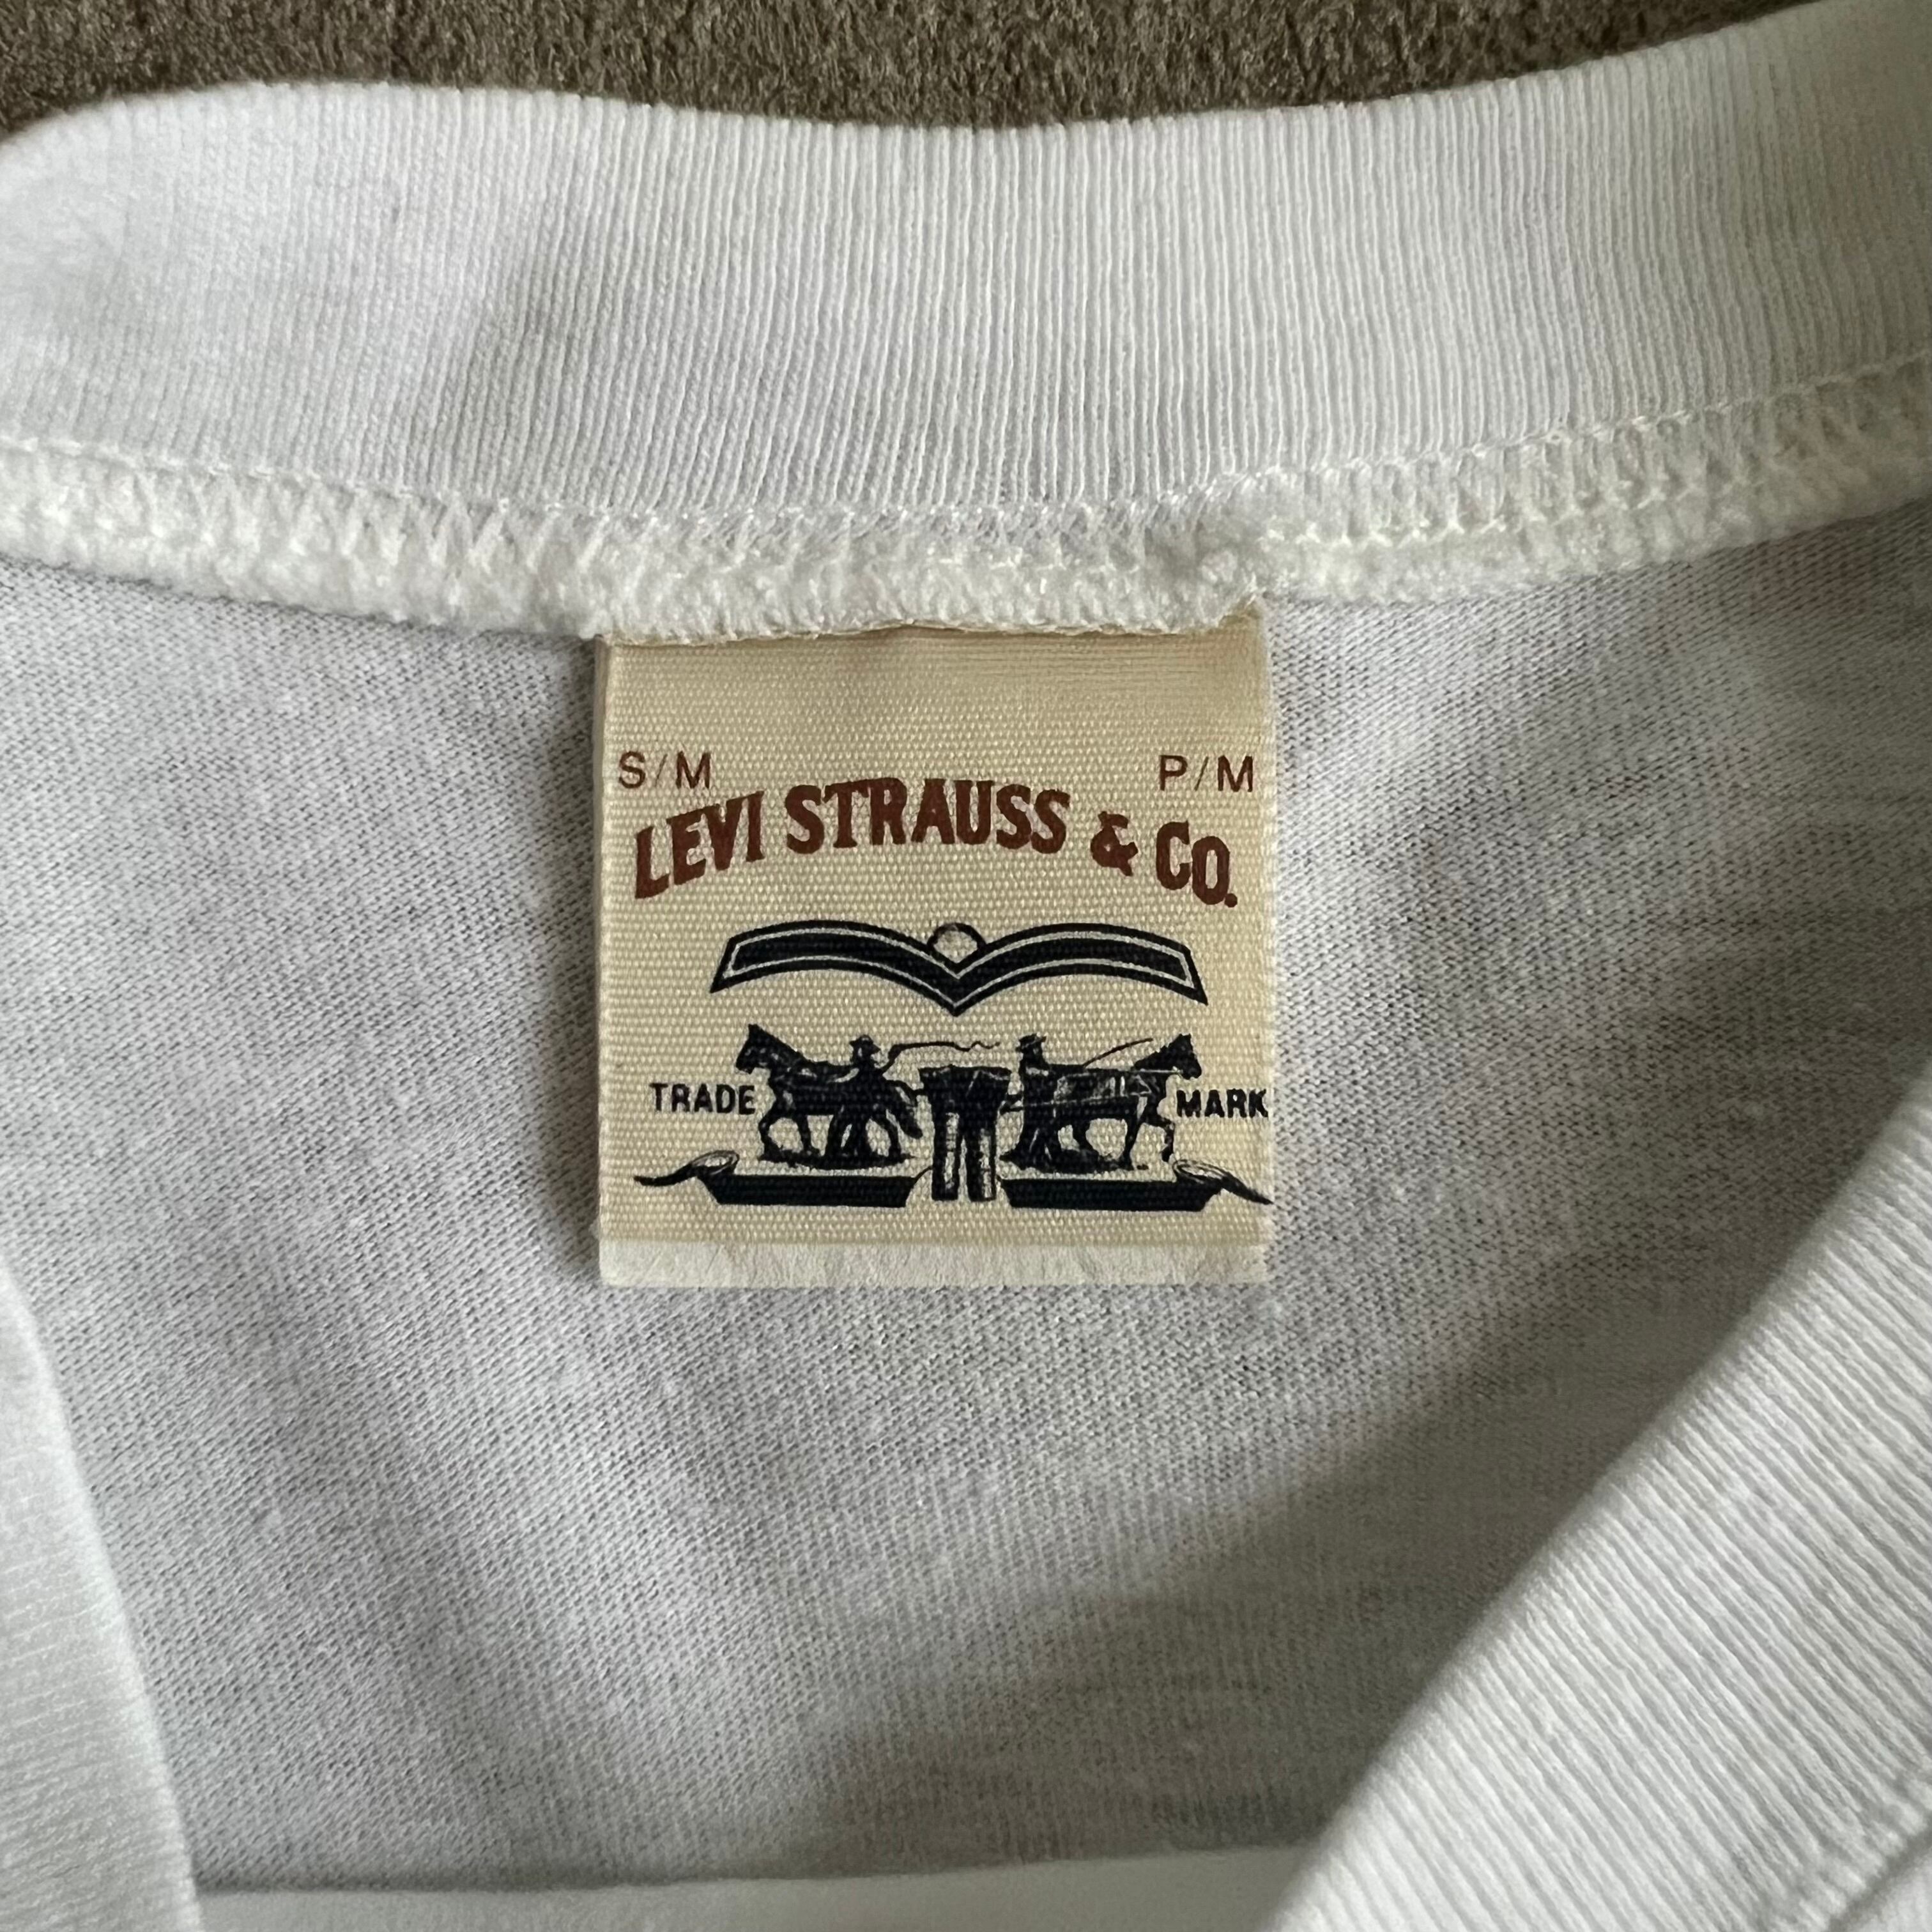 S/M P/M
LEVI STRAUSS & CO.
TRADE MARK